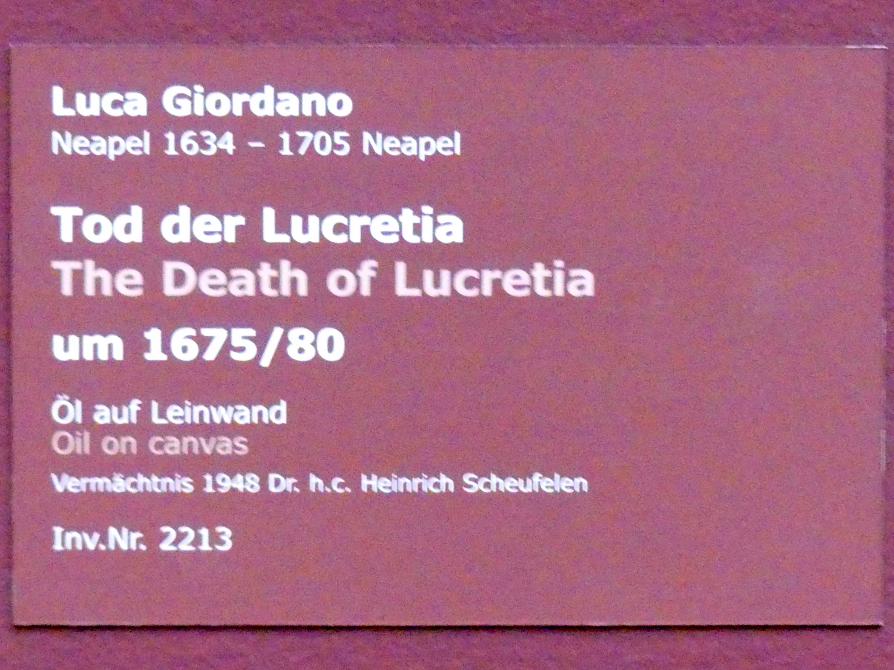 Luca Giordano
Neapel 1634 – 1705 Neapel
Tod der Lucretia
The Death of Lucretia
um 1675/80
Öl auf Leinwand
Oil on canvas
Vermächtnis 1948 Dr. h.c. Heinrich Scheufelen
Inv.Nr. 2213